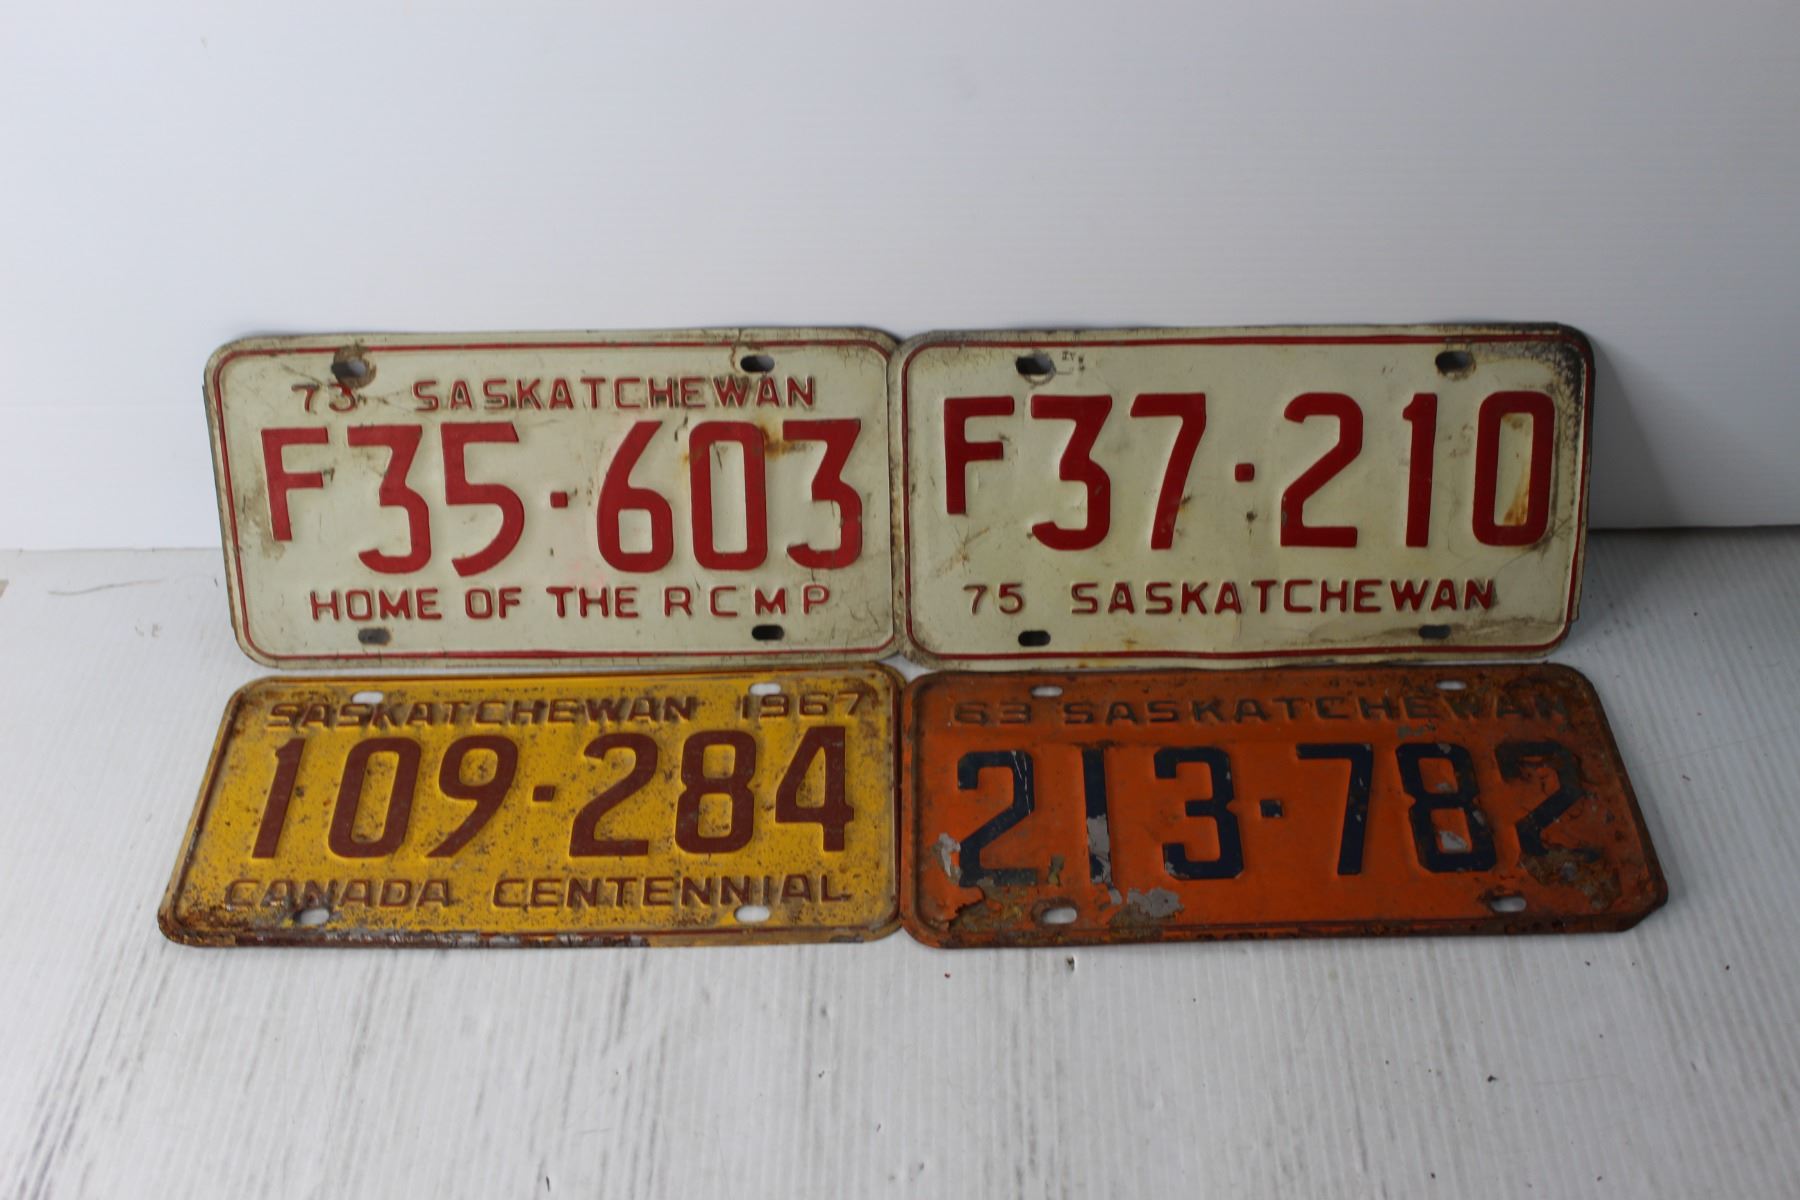 73 SASKATCHEWAN
F35-603
HOME OF THE RCMP
F37-210
75 SASKATCHEWAN
SASKATCHEWAN 1967
109-284
CANADA CENTENNIAL
63 SASKATCHEWAN
213-782